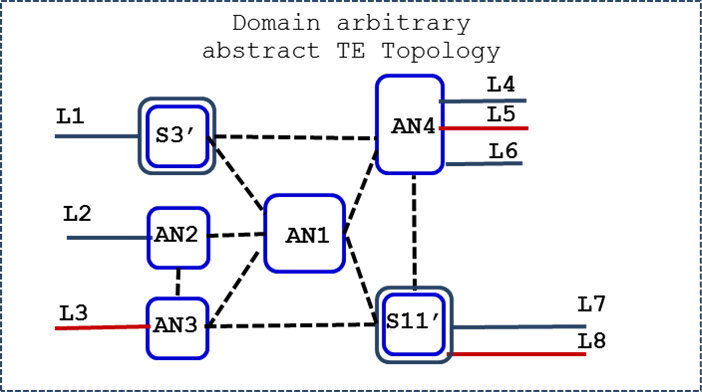 Domain arbitrary
abstract TE Topology
L1
L4
L5
L6
S3′
AN4
L2
AN2
AN1
L3
AN3
S11′
L7
L8